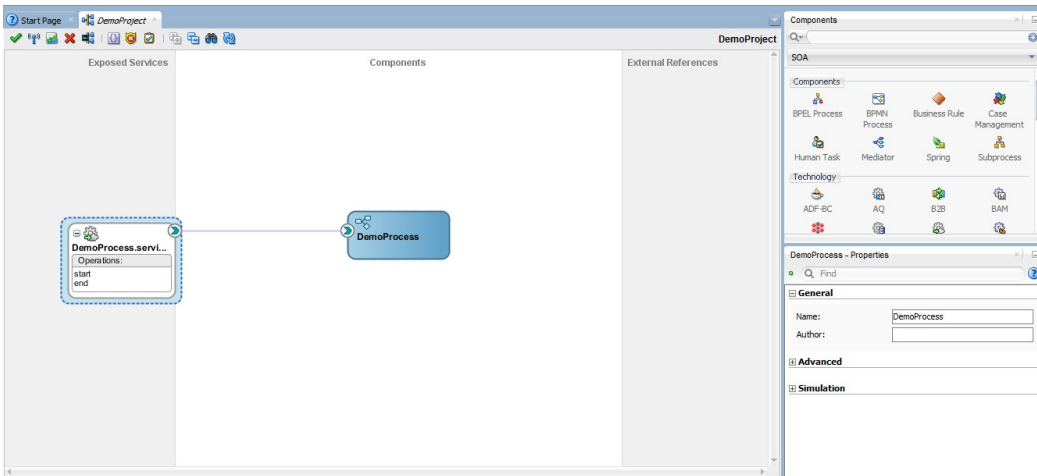 Start Page
DemoProject
DemoProject
Exposed Services
Components
External References
DemoProcess.servi...
Operations:
start
end
DemoProcess
Components
SOA
Components
BPEL Process
BPMN Process
Business Rule
Case Management
Human Task
Mediator
Spring
Subprocess
Technology
ADF-BC
AQ
B2B
BAM
DemoProcess - Properties
Find
General
Name:
DemoProcess
Author:
Advanced
Simulation